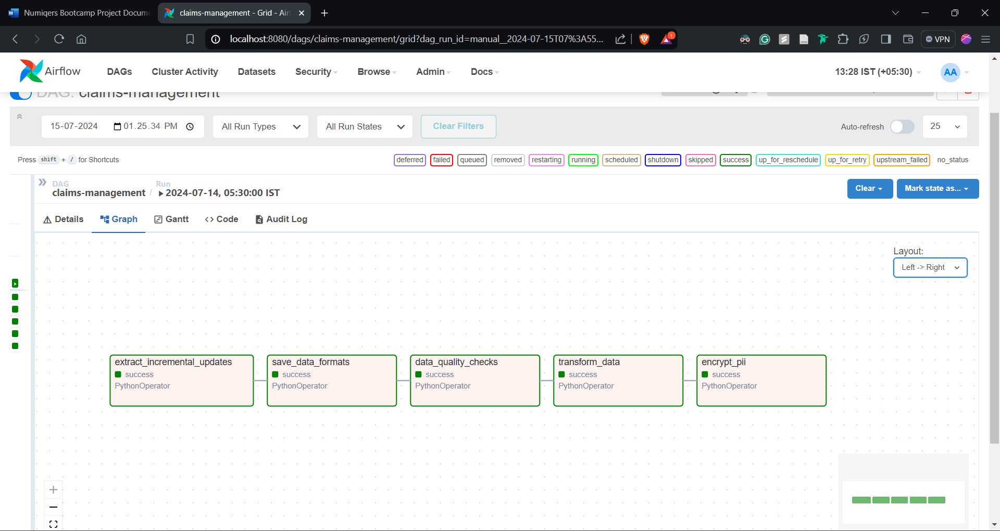 Numiqers Bootcamp Project Docume
claims-management - Grid - Air
localhost:8080/dags/claims-management/grid?dag_run_id=manual__2024-07-15T07%3A55...
1
VPN
Airflow
DAGs
Cluster Activity
Datasets
Security
Browse
Admin
Docs
13:28 IST (+05:30)
AA
DAG: claims-management
15-07-2024 01.25.34 PM
All Run Types
All Run States
Clear Filters
Auto-refresh
25
Press shift + / for Shortcuts
deferred
failed
queued
removed
restarting
running
scheduled
shutdown
skipped
success
up_for_reschedule
up_for_retry
upstream_failed
no_status
DAG
claims-management /
Run
2024-07-14, 05:30:00 IST
Clear
Mark state as...
Details
Graph
Gantt
Code
Audit Log
Layout:
Left -> Right
extract_incremental_updates
success
PythonOperator
save_data_formats
success
PythonOperator
data_quality_checks
success
PythonOperator
transform_data
success
PythonOperator
encrypt_pii
success
PythonOperator